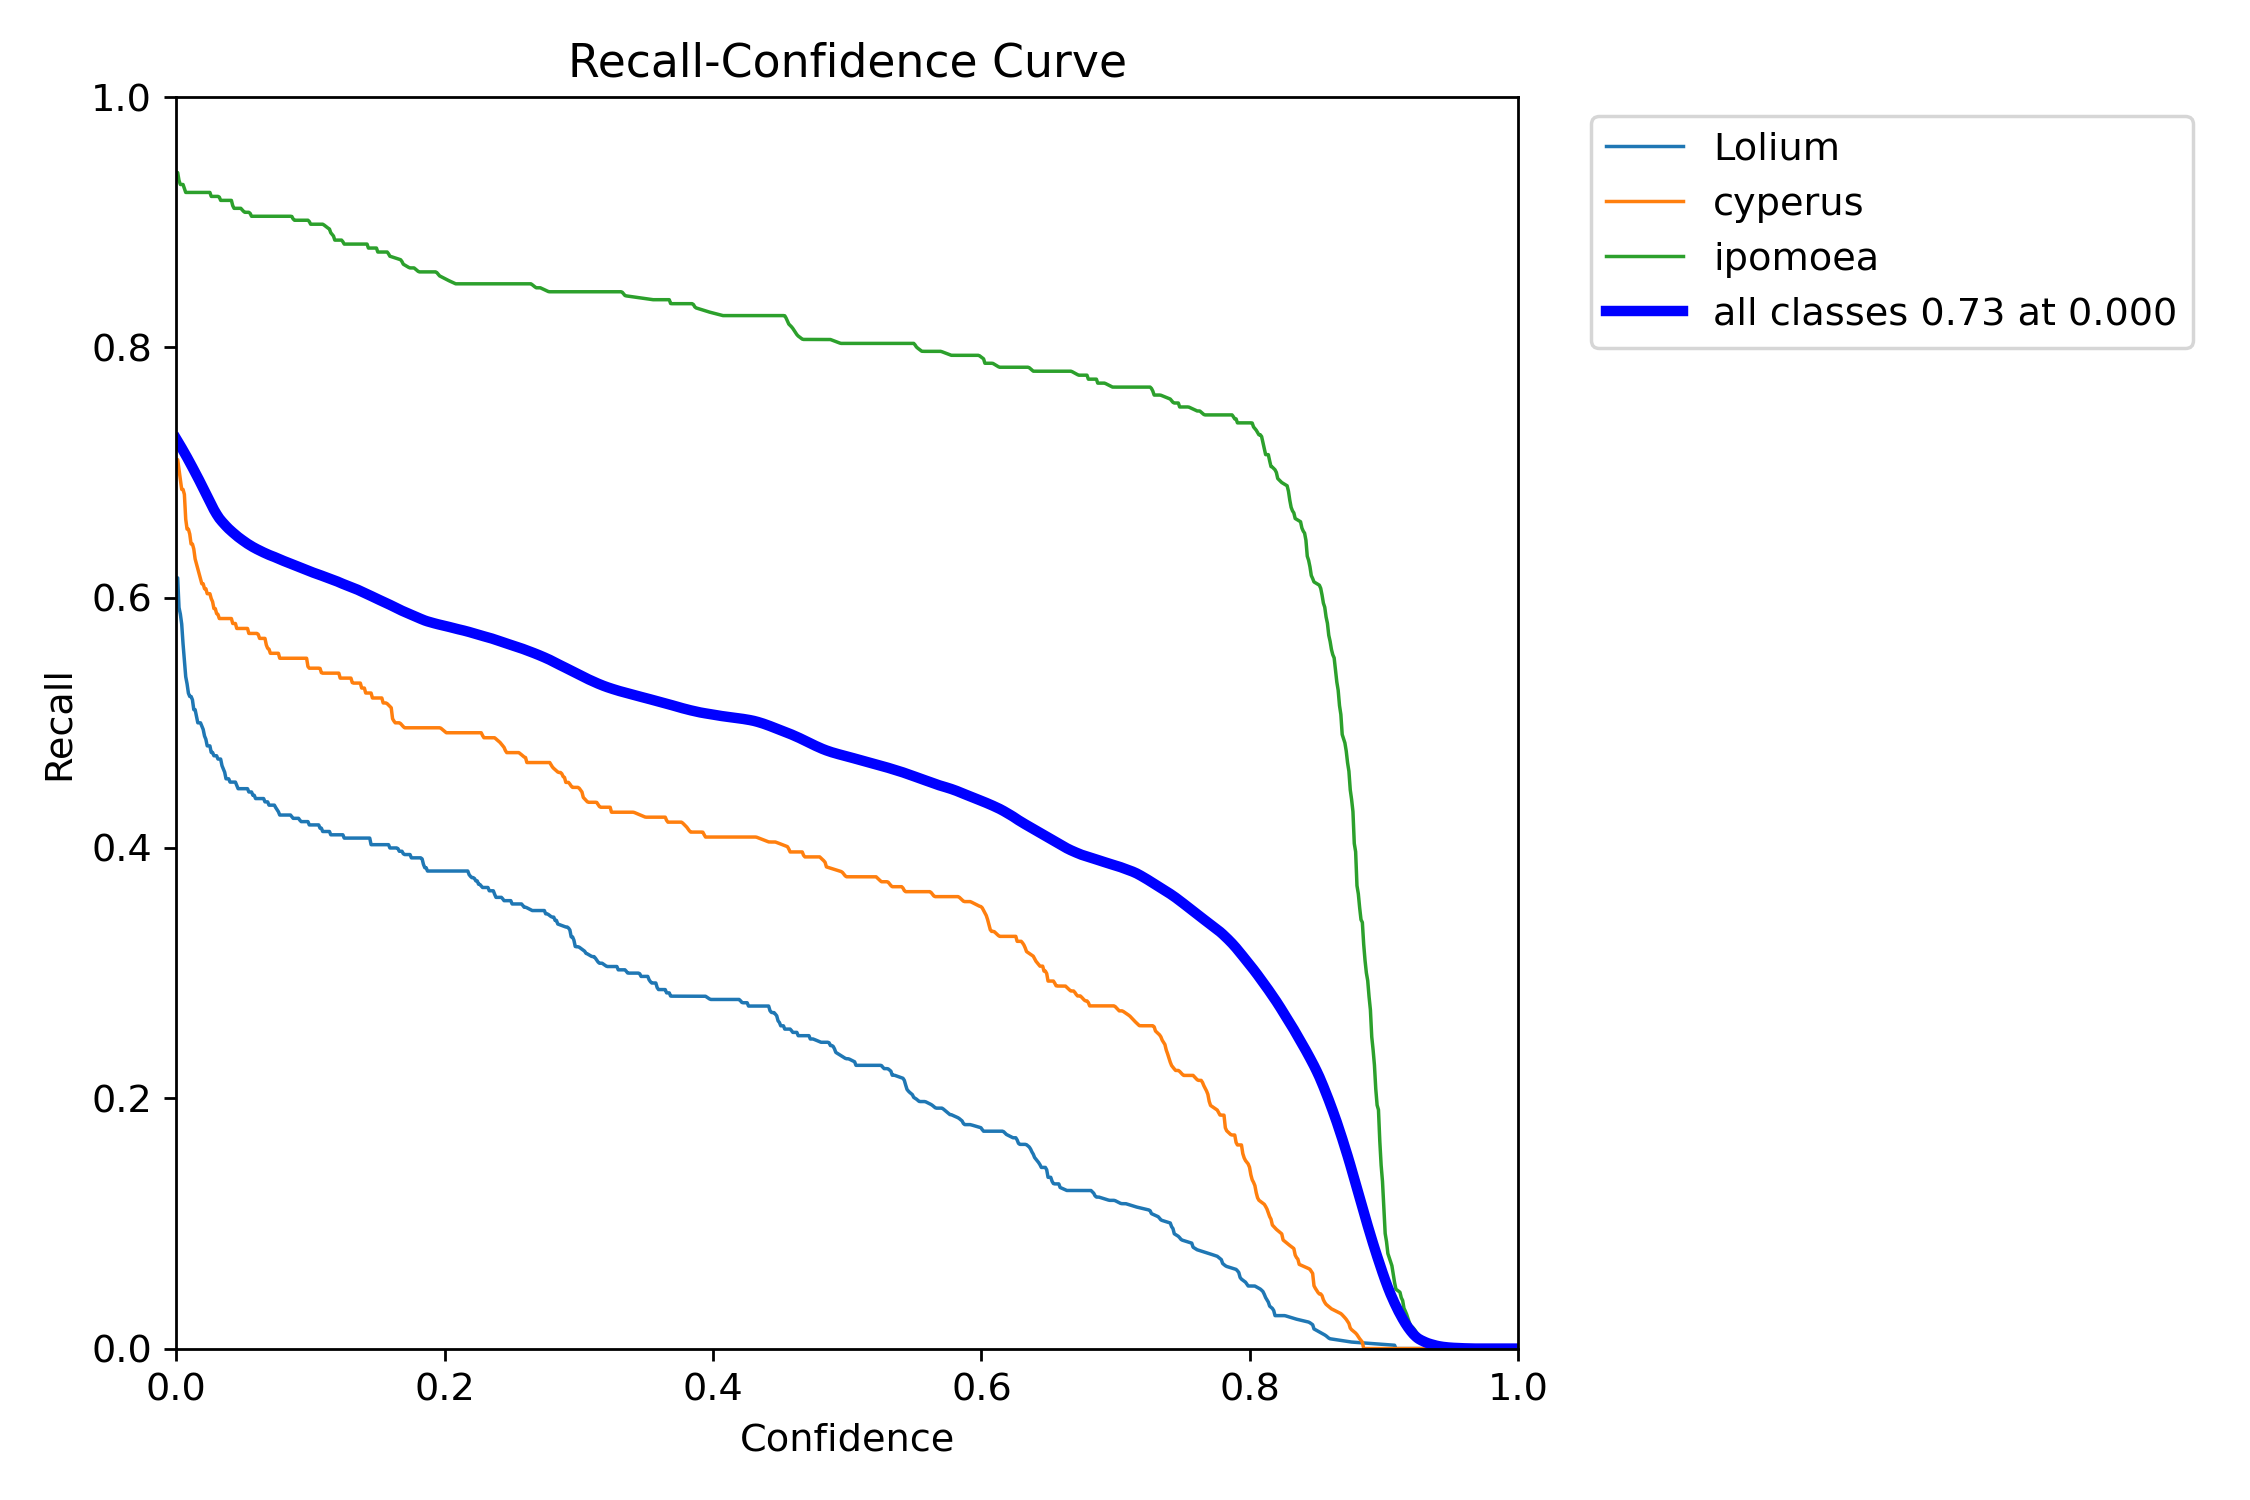 Recall-Confidence Curve
1.0
0.8
0.6
0.4
0.2
0.0
Recall
0.0 0.2 0.4 0.6 0.8 1.0
Confidence
Lolium
cyperus
ipomoea
all classes 0.73 at 0.000